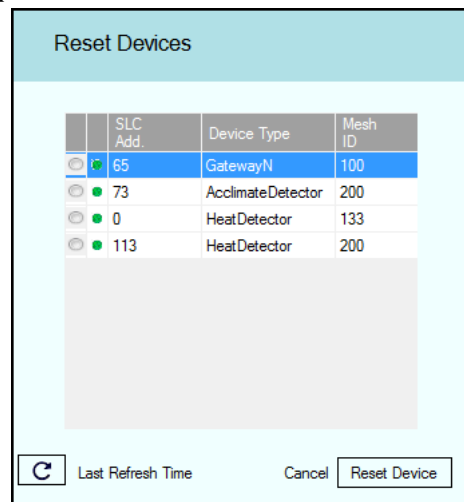 Reset Devices
SLC Add. Device Type Mesh ID
65 GatewayN 100
73 AcclimateDetector 200
0 HeatDetector 133
113 HeatDetector 200
Last Refresh Time Cancel Reset Device